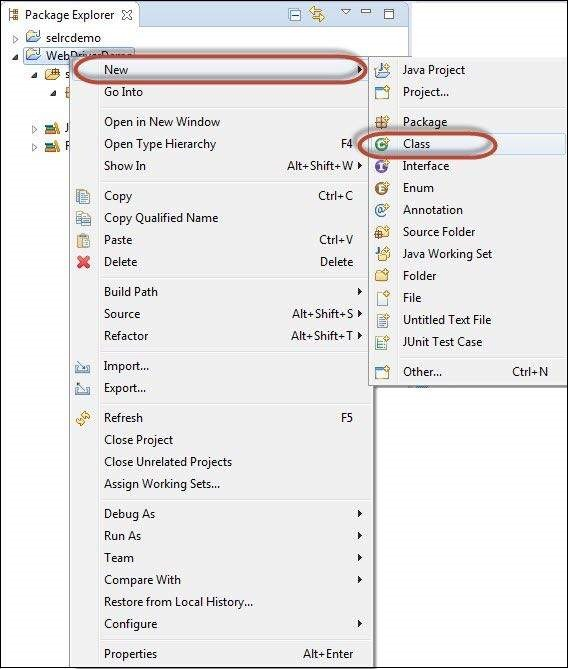 Package Explorer
selrcdemo
WebDriverDemo
New
Go Into
Open in New Window
Open Type Hierarchy F4
Show In Alt+Shift+W
Copy Ctrl+C
Copy Qualified Name
Paste Ctrl+V
Delete Delete
Build Path
Source Alt+Shift+S
Refactor Alt+Shift+T
Import...
Export...
Refresh F5
Close Project
Close Unrelated Projects
Assign Working Sets...
Debug As
Run As
Team
Compare With
Restore from Local History...
Configure
Properties Alt+Enter
Java Project
Project...
Package
Class
Interface
Enum
Annotation
Source Folder
Java Working Set
Folder
File
Untitled Text File
JUnit Test Case
Other... Ctrl+N